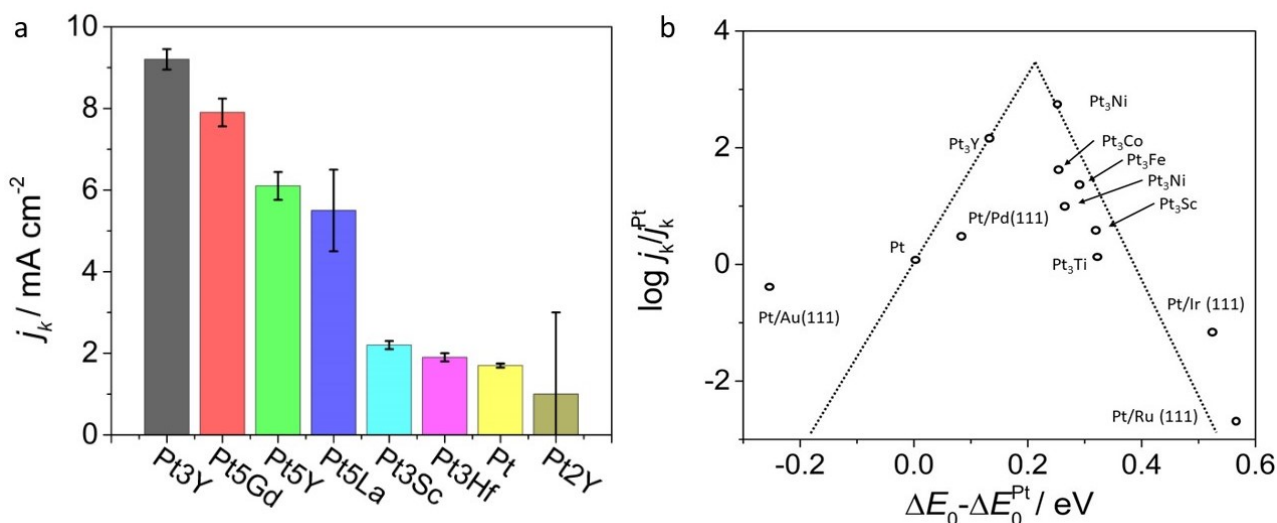 a
10
8
6
4
2
0
j_k / mA cm⁻²
Pt3Y
Pt5Gd
Pt5Y
Pt5La
Pt3Sc
Pt3Hf
Pt
Pt2Y
b
4
2
0
-2
log j_k/j_k^Pt
Pt₃Ni
Pt₃Co
Pt₃Y
Pt₃Fe
Pt₃Ni
Pt₃Sc
Pt/Pd(111)
Pt
Pt₃Ti
Pt/Au(111)
Pt/Ir (111)
Pt/Ru (111)
-0.2 0.0 0.2 0.4 0.6
ΔE₀-ΔE₀^Pt / eV